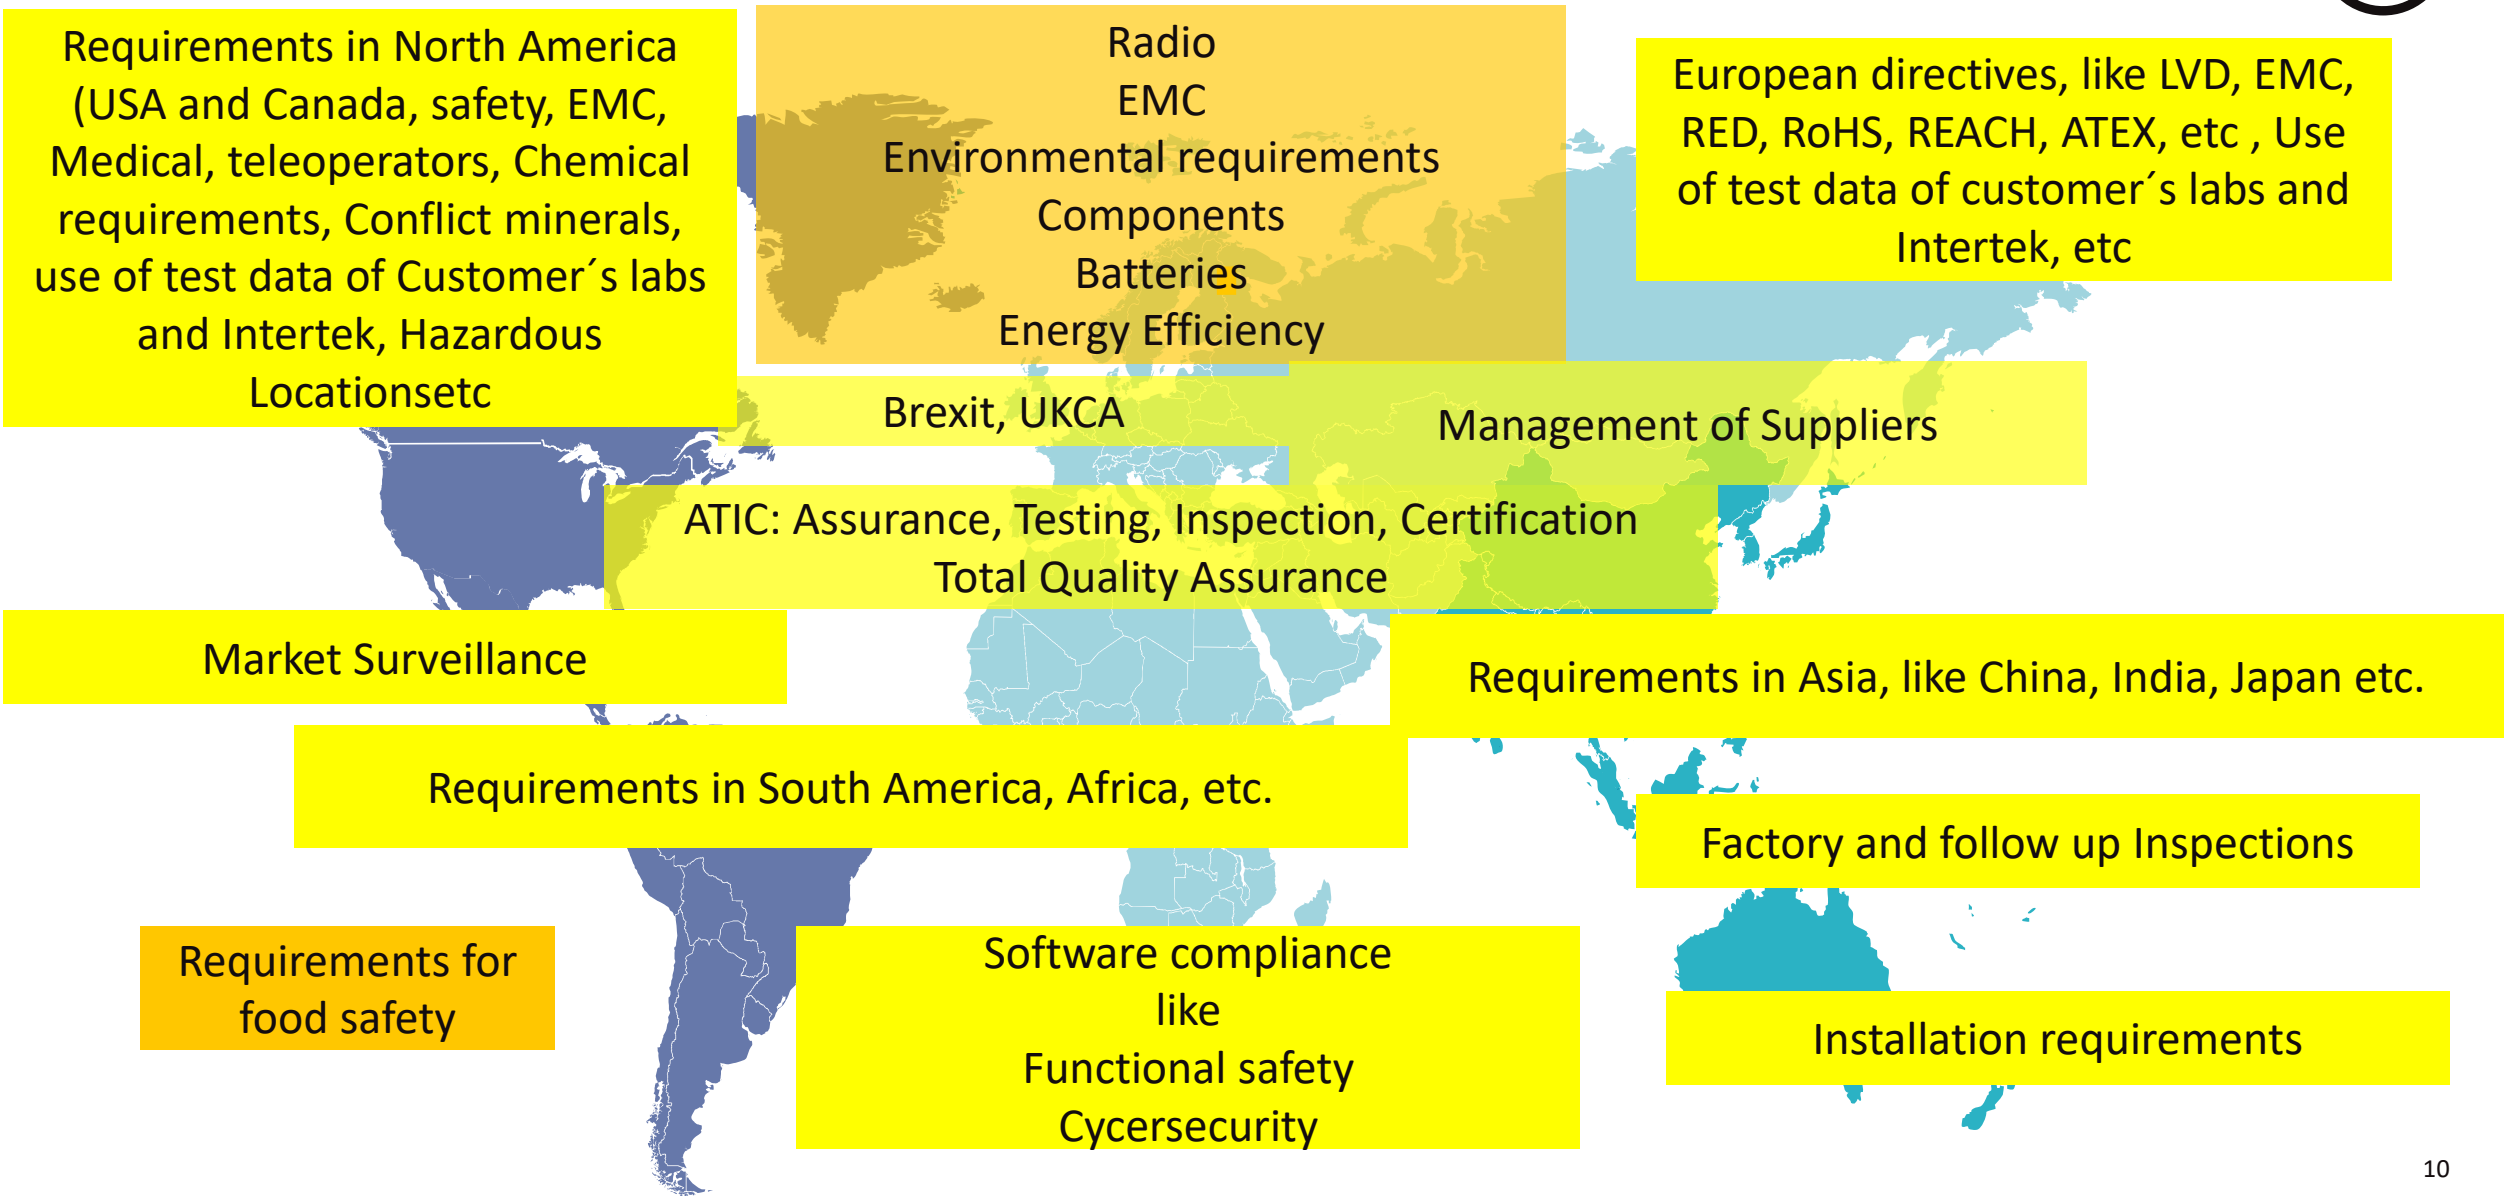 Requirements in North America
(USA and Canada, safety, EMC,
Medical, teleoperators, Chemical
requirements, Conflict minerals,
use of test data of Customer´s labs
and Intertek, Hazardous
Locationsetc
Radio
EMC
Environmental requirements
Components
Batteries
Energy Efficiency
European directives, like LVD, EMC,
RED, RoHS, REACH, ATEX, etc , Use
of test data of customer´s labs and
Intertek, etc
Brexit, UKCA
Management of Suppliers
ATIC: Assurance, Testing, Inspection, Certification
Total Quality Assurance
Market Surveillance
Requirements in Asia, like China, India, Japan etc.
Requirements in South America, Africa, etc.
Factory and follow up Inspections
Requirements for
food safety
Software compliance
like
Functional safety
Cycersecurity
Installation requirements
10